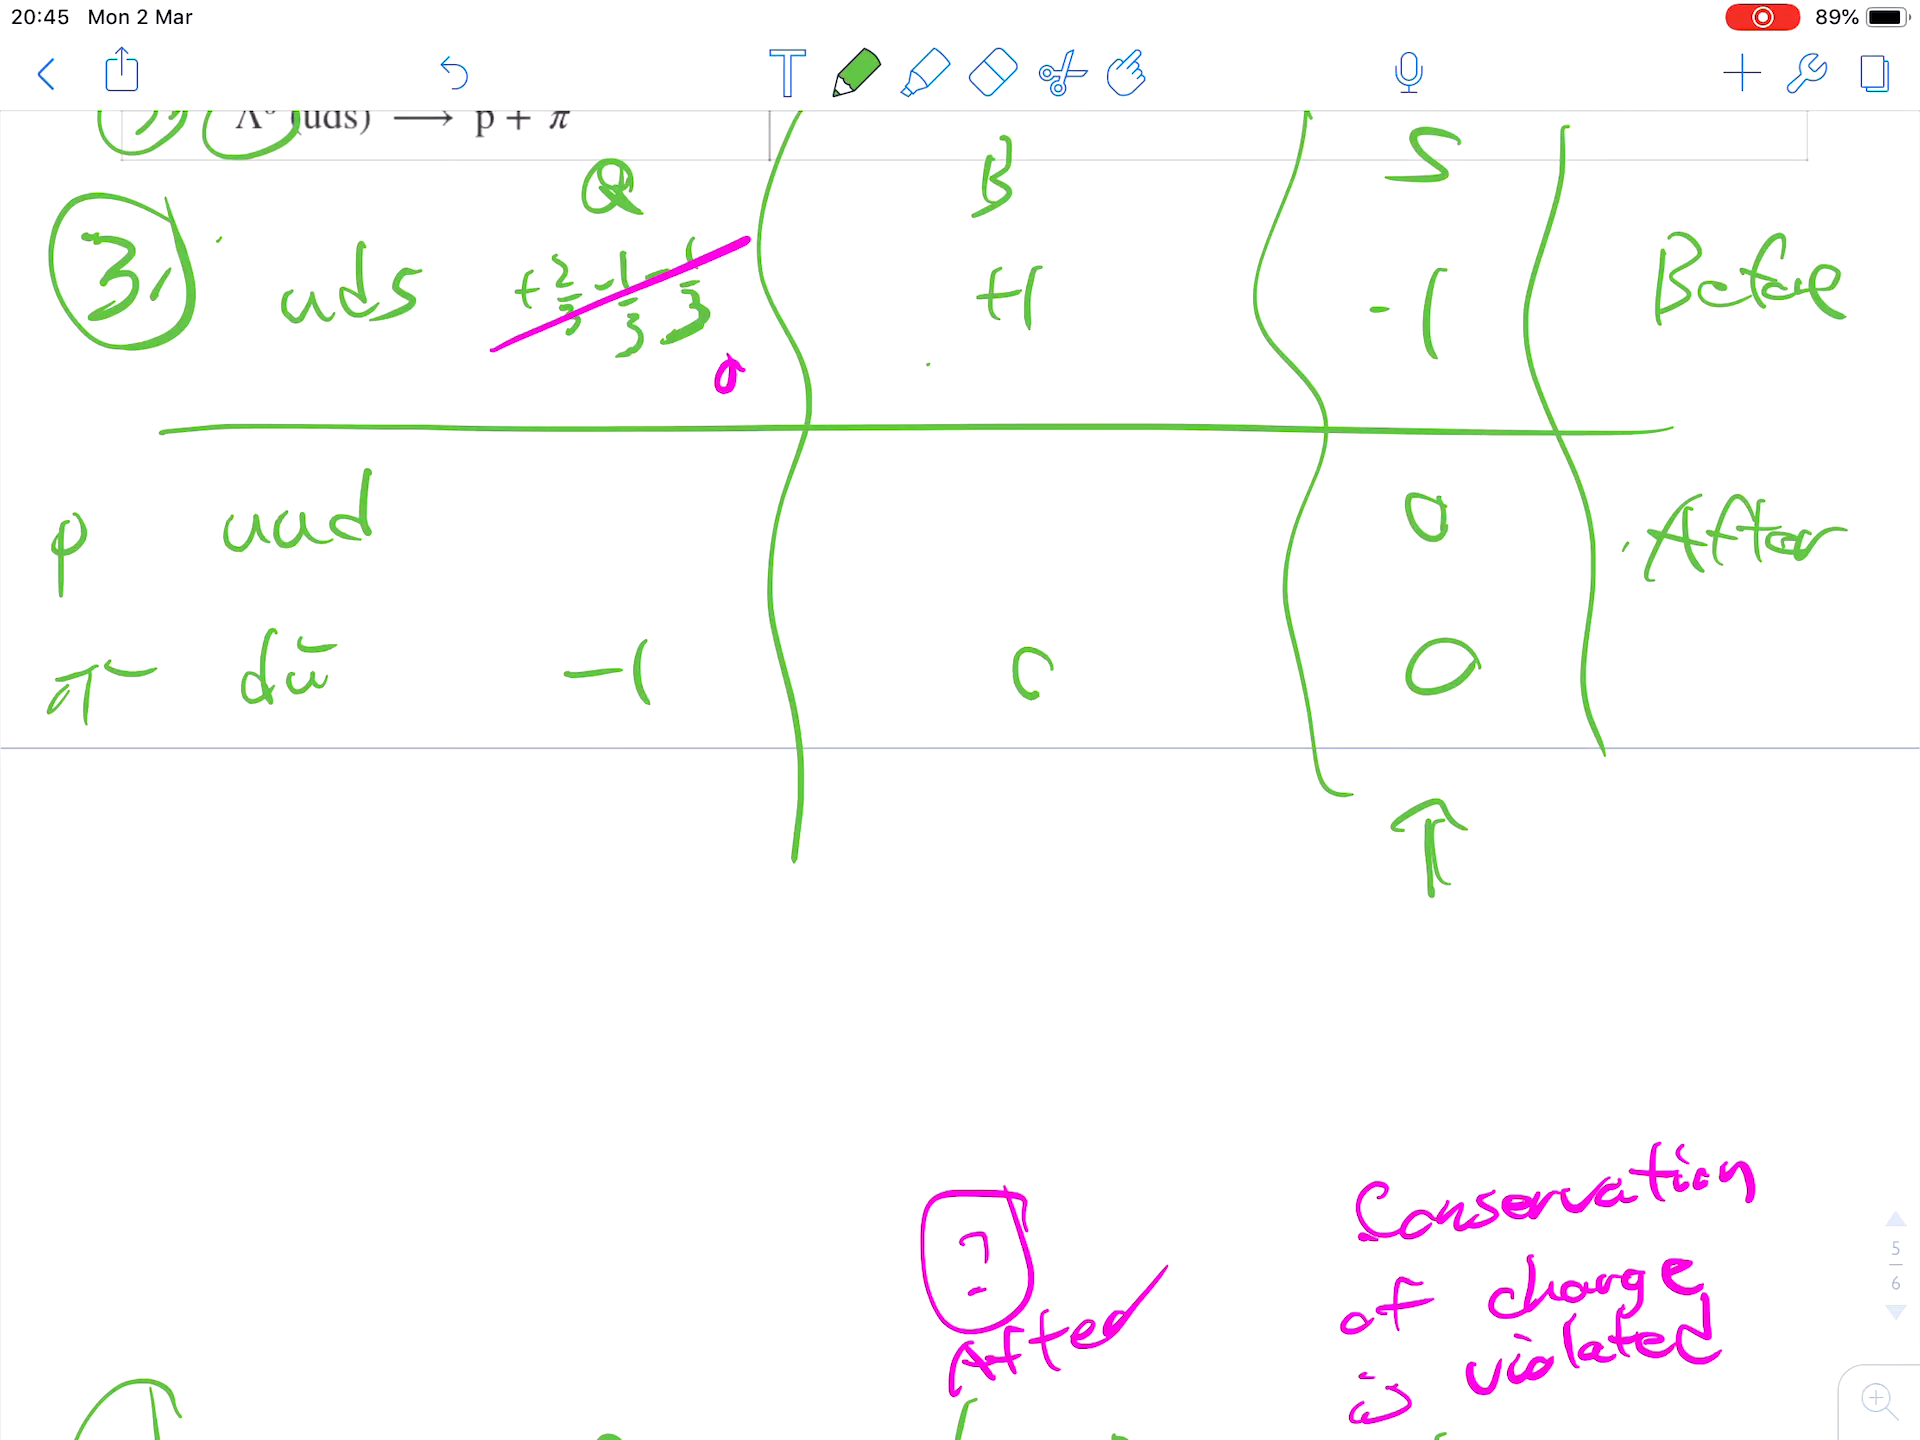 20:45 Mon 2 Mar
89%
Λ⁰ (uds) → p + π
Q B S
3, uds +2/3 -1/3 -1/3 +1 -1 Before
0
p uud 0 After
π⁻ dū -1 0 0
↑
?
After
Conservation
of charge
is violated
5
6